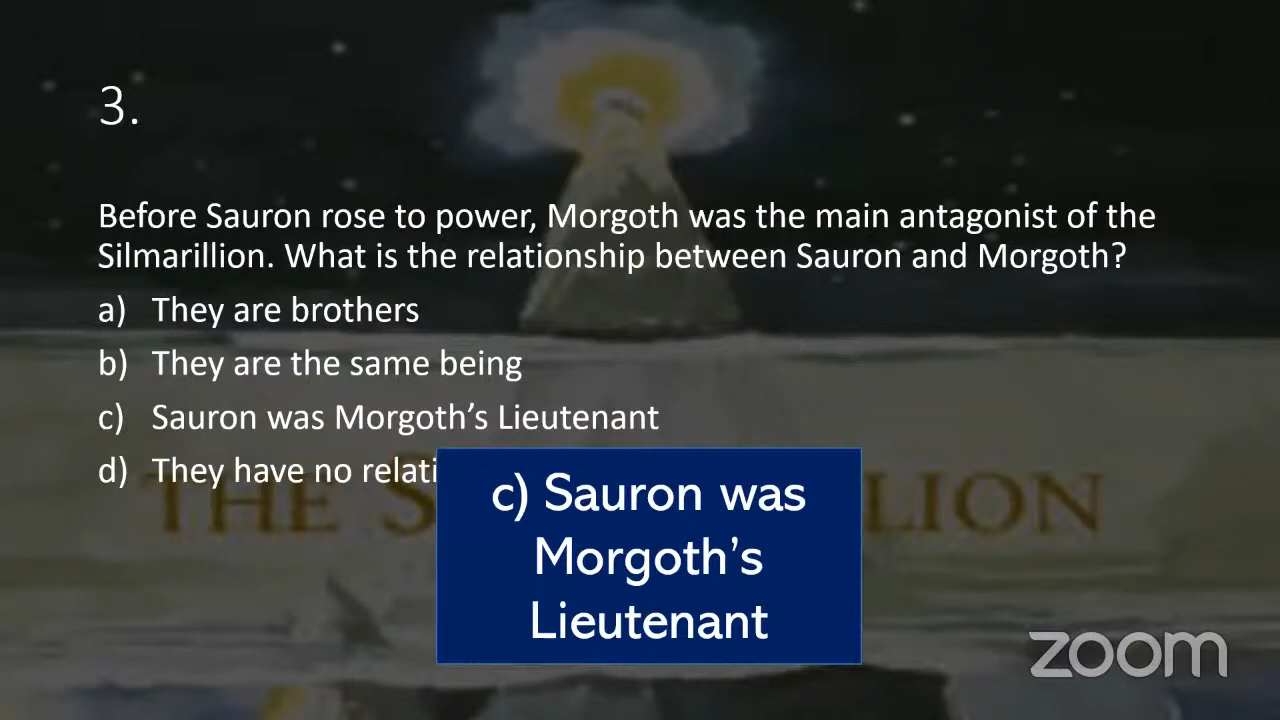 3.
Before Sauron rose to power, Morgoth was the main antagonist of the
Silmarillion. What is the relationship between Sauron and Morgoth?
a) They are brothers
b) They are the same being
c) Sauron was Morgoth’s Lieutenant
d) They have no relati
THE S LION
c) Sauron was
Morgoth’s
Lieutenant
zoom